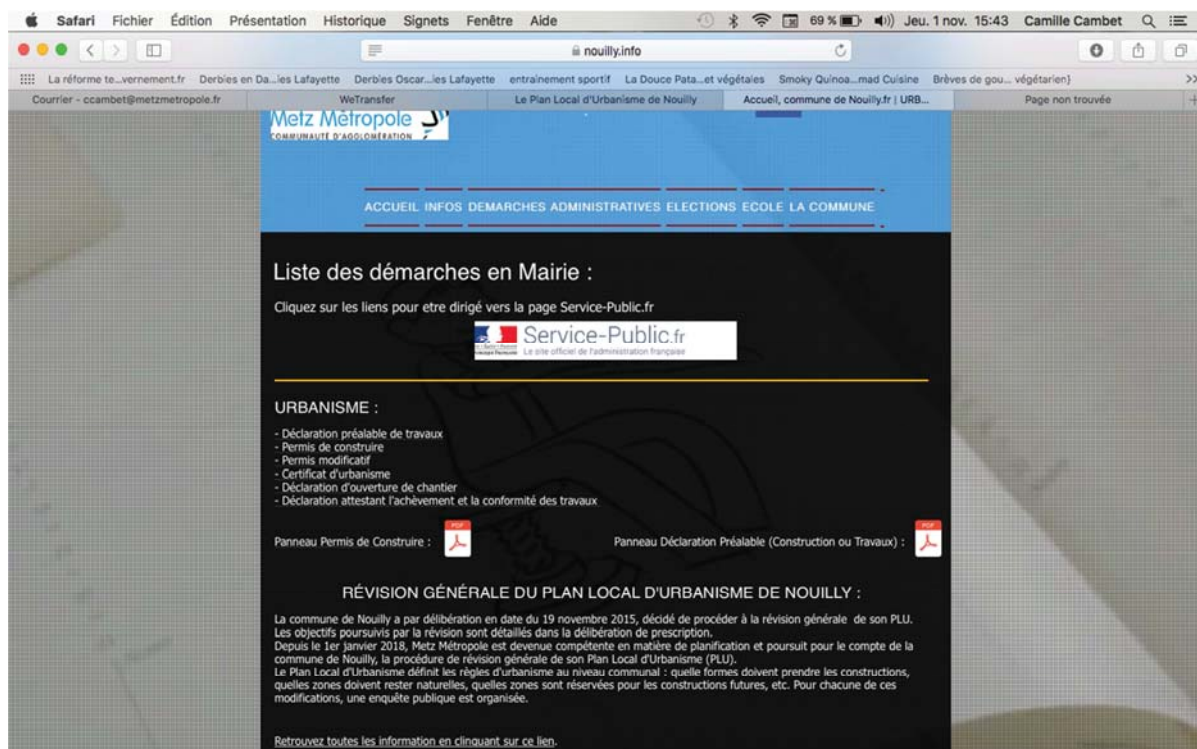 Safari Fichier Édition Présentation Historique Signets Fenêtre Aide 69 % Jeu. 1 nov. 15:43 Camille Cambet
nouilly.info
La réforme te...vernement.fr Derbies en Da...les Lafayette Derbies Oscar...les Lafayette entrainement sportif La Douce Pata...et végétales Smoky Quinoa...mad Cuisine Brèves de gou... végétarien} >>
Courrier - ccambet@metzmetropole.fr WeTransfer Le Plan Local d'Urbanisme de Nouilly Accueil, commune de Nouilly.fr | URB... Page non trouvée +
Metz Métropole
COMMUNAUTÉ D'AGGLOMÉRATION
ACCUEIL INFOS DEMARCHES ADMINISTRATIVES ELECTIONS ECOLE LA COMMUNE
Liste des démarches en Mairie :
Cliquez sur les liens pour etre dirigé vers la page Service-Public.fr
Service-Public.fr
Le site officiel de l'administration française
URBANISME :
- Déclaration préalable de travaux
- Permis de construire
- Permis modificatif
- Certificat d'urbanisme
- Déclaration d'ouverture de chantier
- Déclaration attestant l'achèvement et la conformité des travaux
Panneau Permis de Construire : PDF Panneau Déclaration Préalable (Construction ou Travaux) : PDF
RÉVISION GÉNÉRALE DU PLAN LOCAL D'URBANISME DE NOUILLY :
La commune de Nouilly a par délibération en date du 19 novembre 2015, décidé de procéder à la révision générale de son PLU.
Les objectifs poursuivis par la révision sont détaillés dans la délibération de prescription.
Depuis le 1er janvier 2018, Metz Métropole est devenue compétente en matière de planification et poursuit pour le compte de la
commune de Nouilly, la procédure de révision générale de son Plan Local d'Urbanisme (PLU).
Le Plan Local d'Urbanisme définit les règles d'urbanisme au niveau communal : quelle formes doivent prendre les constructions,
quelles zones doivent rester naturelles, quelles zones sont réservées pour les constructions futures, etc. Pour chacune de ces
modifications, une enquête publique est organisée.
Retrouvez toutes les information en clinquant sur ce lien.